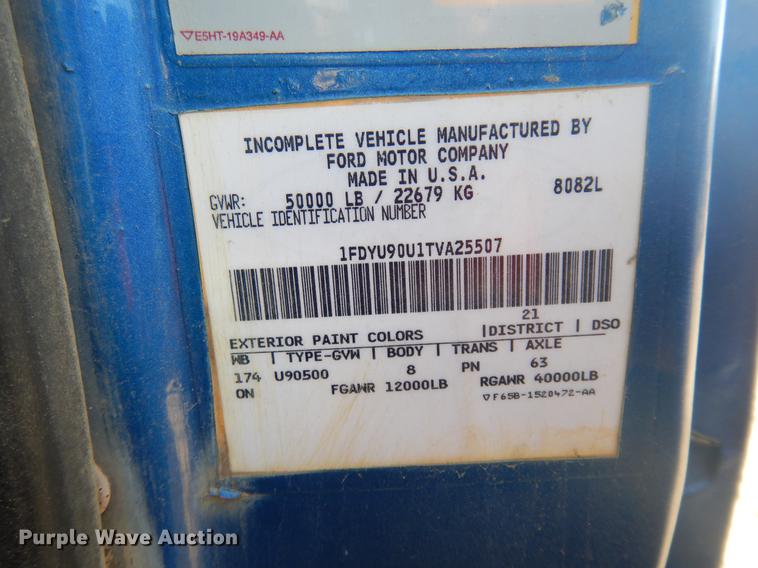 ▽E5HT-19A349-AA
INCOMPLETE VEHICLE MANUFACTURED BY
FORD MOTOR COMPANY
MADE IN U.S.A.
GVWR: 50000 LB / 22679 KG 8082L
VEHICLE IDENTIFICATION NUMBER
1FDYU90U1TVA25507
21
EXTERIOR PAINT COLORS |DISTRICT | DSO
WB | TYPE-GVW | BODY | TRANS | AXLE
174 U90500 8 PN 63
ON FGAWR 12000LB RGAWR 40000LB
▽F65B-1520472-AA
Purple Wave Auction